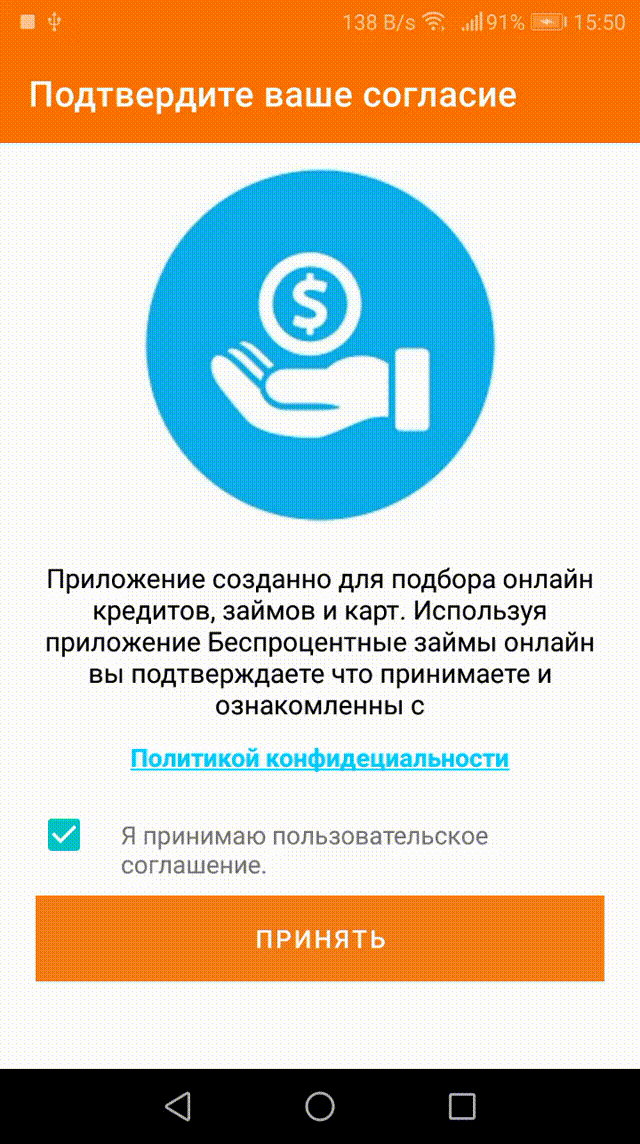 138 B/s 91% 15:50
Подтвердите ваше согласие
$
Приложение созданно для подбора онлайн
кредитов, займов и карт. Используя
приложение Беспроцентные займы онлайн
вы подтверждаете что принимаете и
ознакомленны с
Политикой конфидециальности
Я принимаю пользовательское
соглашение.
ПРИНЯТЬ